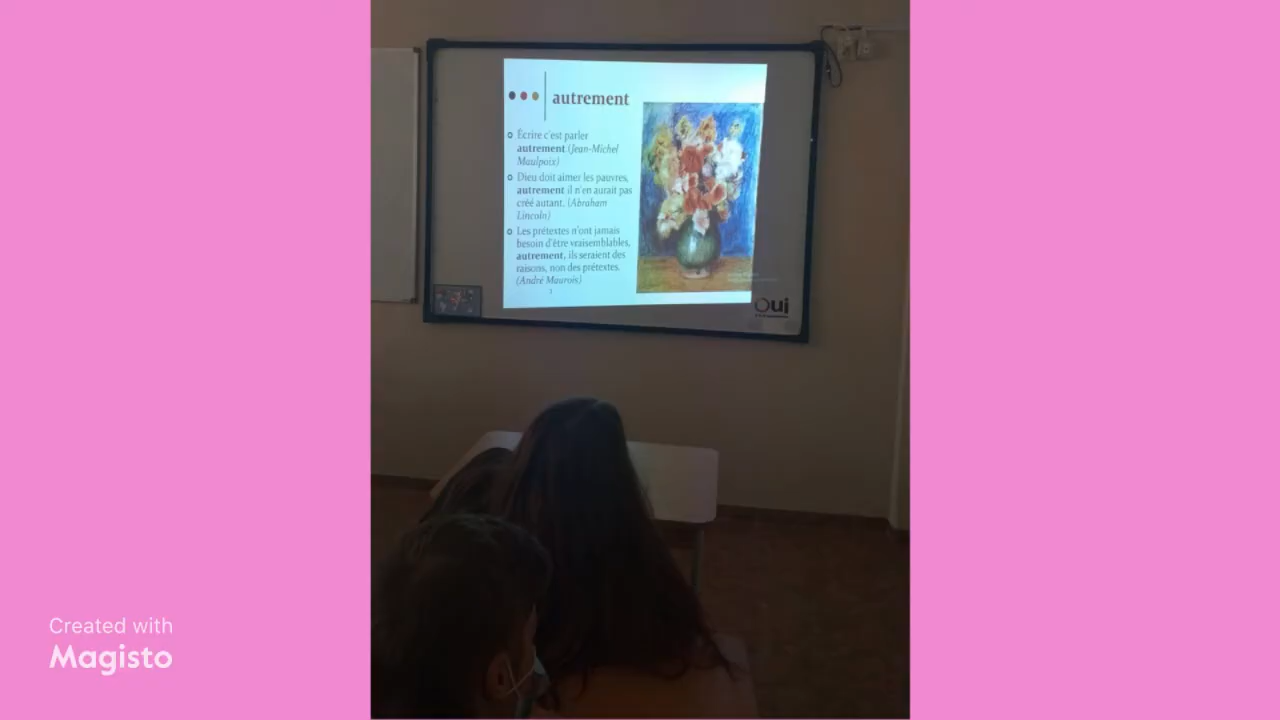 autrement
Écrire c'est parler
autrement.(Jean-Michel
Maulpoix)
Dieu doit aimer les pauvres,
autrement il n'en aurait pas
créé autant. (Abraham
Lincoln)
Les prétextes n'ont jamais
besoin d'être vraisemblables,
autrement, ils seraient des
raisons, non des prétextes.
(André Maurois)
Oui
Created with
Magisto